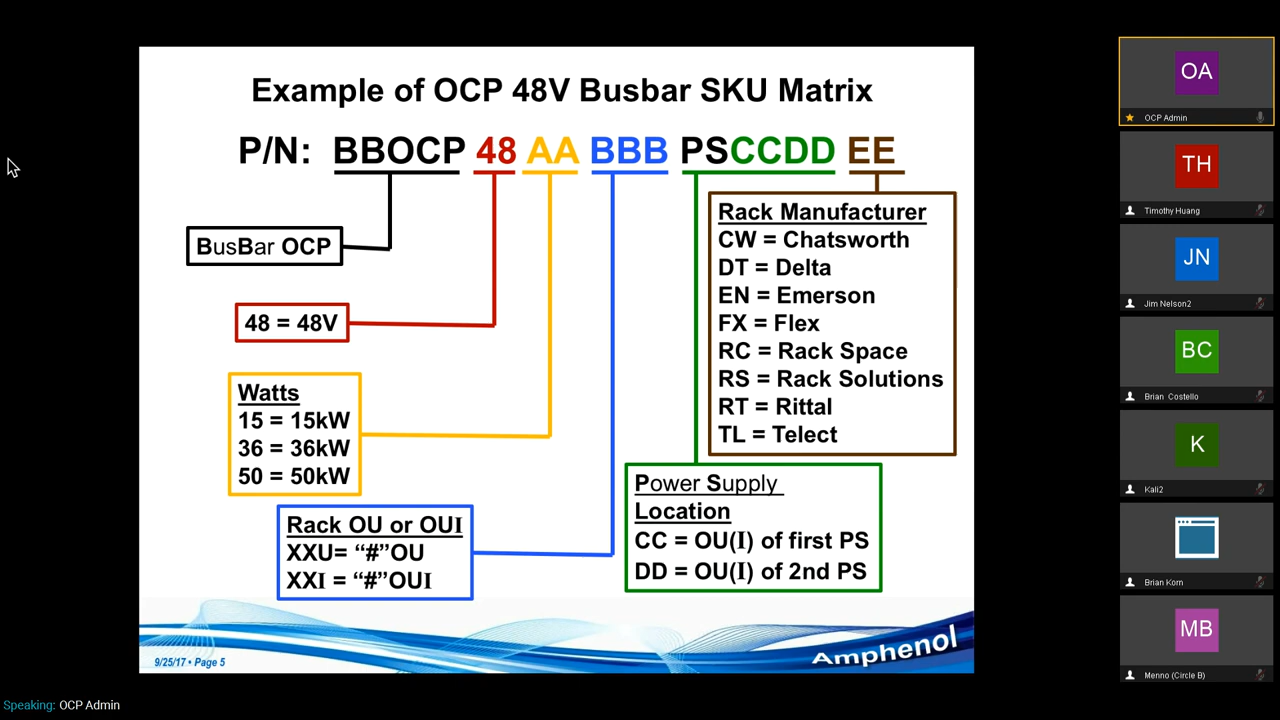 Example of OCP 48V Busbar SKU Matrix
P/N: BBOCP 48 AA BBB PSCCDD EE
BusBar OCP
48 = 48V
Watts
15 = 15kW
36 = 36kW
50 = 50kW
Rack OU or OUI
XXU= “#”OU
XXI = “#”OUI
Power Supply
Location
CC = OU(I) of first PS
DD = OU(I) of 2nd PS
Rack Manufacturer
CW = Chatsworth
DT = Delta
EN = Emerson
FX = Flex
RC = Rack Space
RS = Rack Solutions
RT = Rittal
TL = Telect
9/25/17 • Page 5
Amphenol
OA
OCP Admin
TH
Timothy Huang
JN
Jim Nelson2
BC
Brian Costello
K
Kali2
Brian Korn
MB
Menno (Circle B)
Speaking: OCP Admin